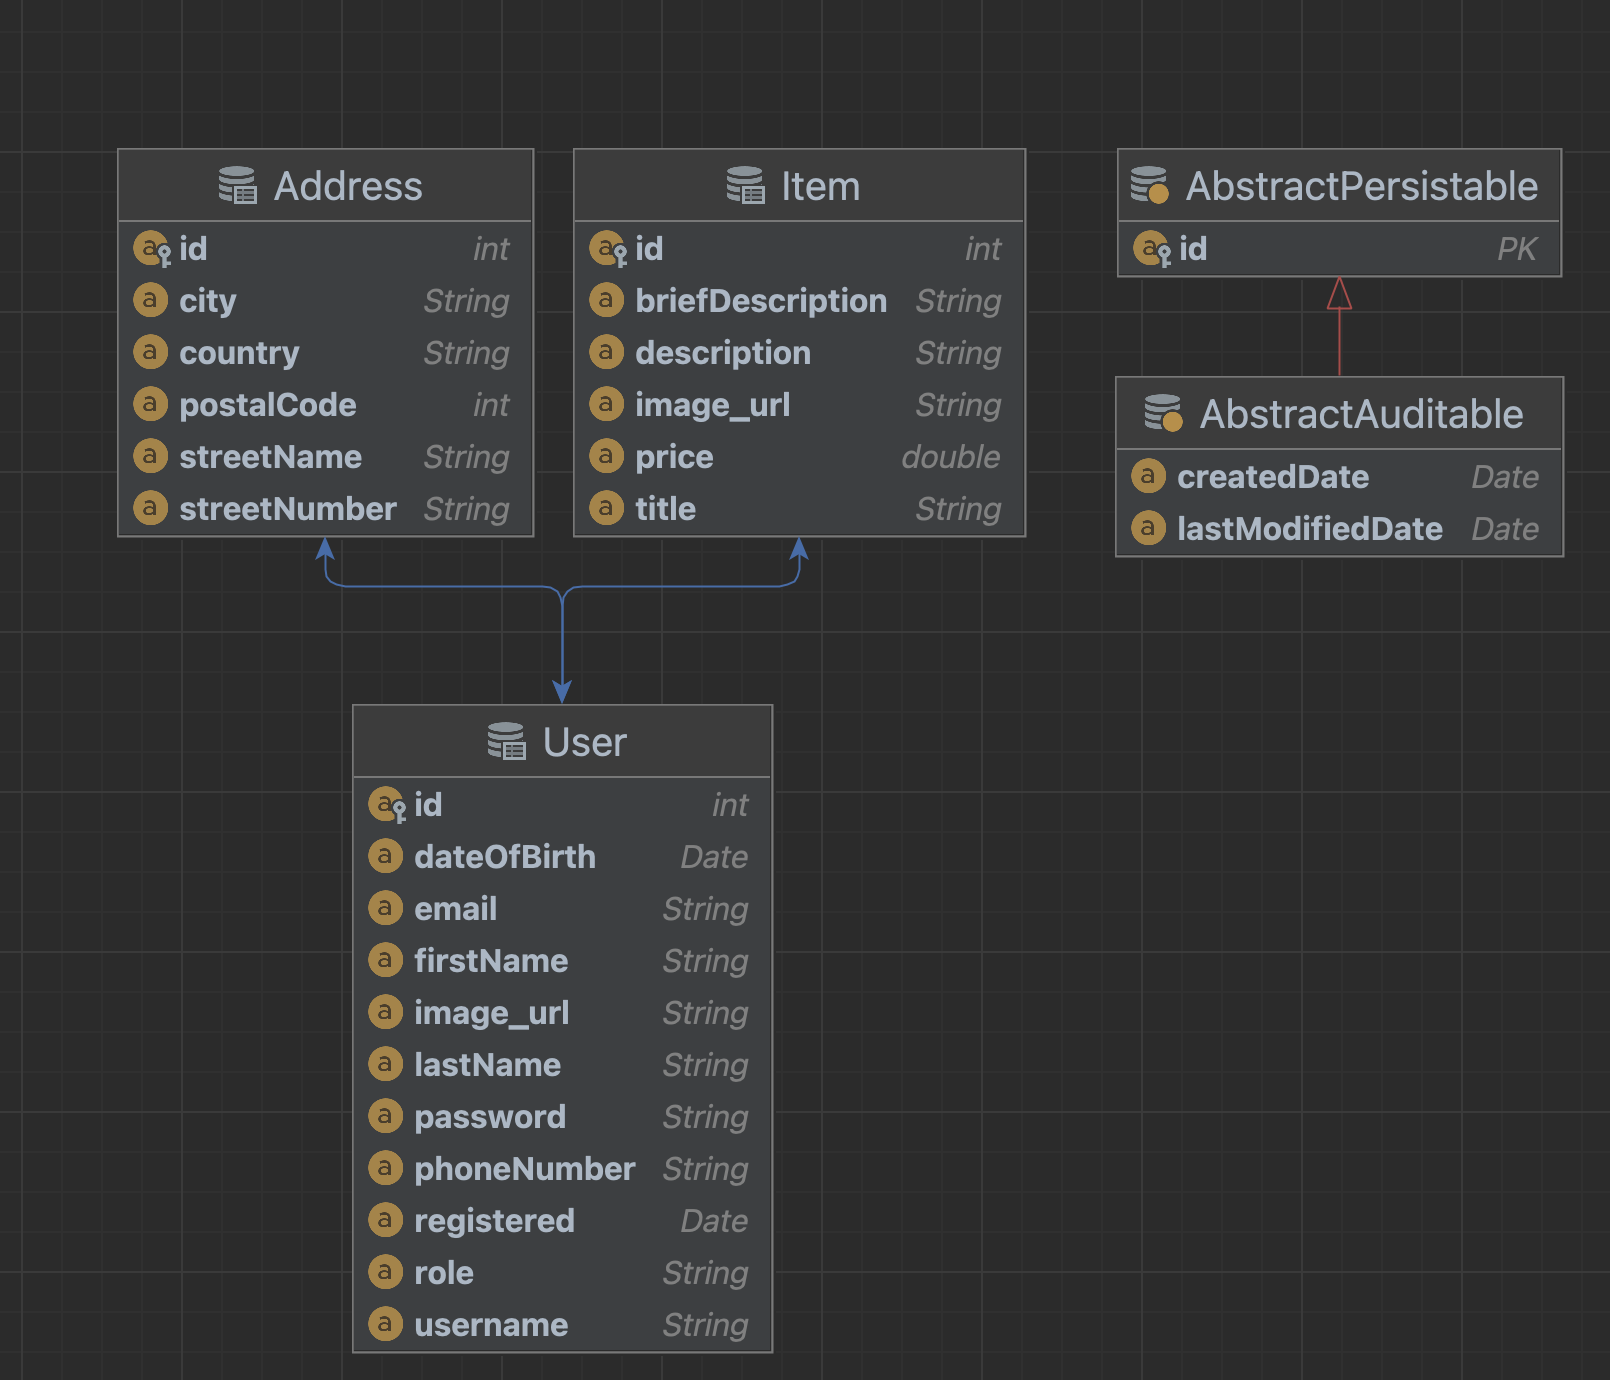 Address
id int
city String
country String
postalCode int
streetName String
streetNumber String
Item
id int
briefDescription String
description String
image_url String
price double
title String
AbstractPersistable
id PK
AbstractAuditable
createdDate Date
lastModifiedDate Date
User
id int
dateOfBirth Date
email String
firstName String
image_url String
lastName String
password String
phoneNumber String
registered Date
role String
username String